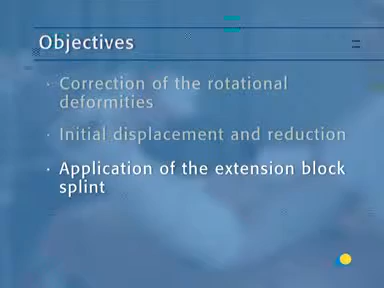 Objectives
· Correction of the rotational
deformities
· Initial displacement and reduction
· Application of the extension block
splint